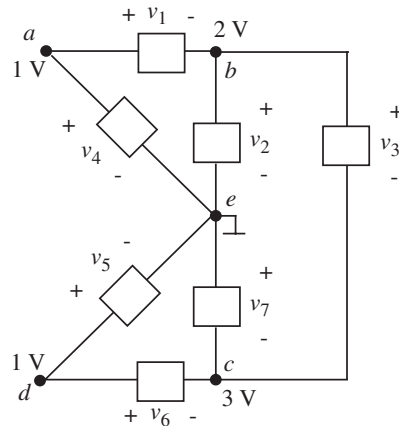 + v1 -
a
2 V
1 V
b
+
+
+
v4
v2
v3
-
-
-
e
-
v5
+
+
v7
-
1 V
c
d
3 V
+ v6 -